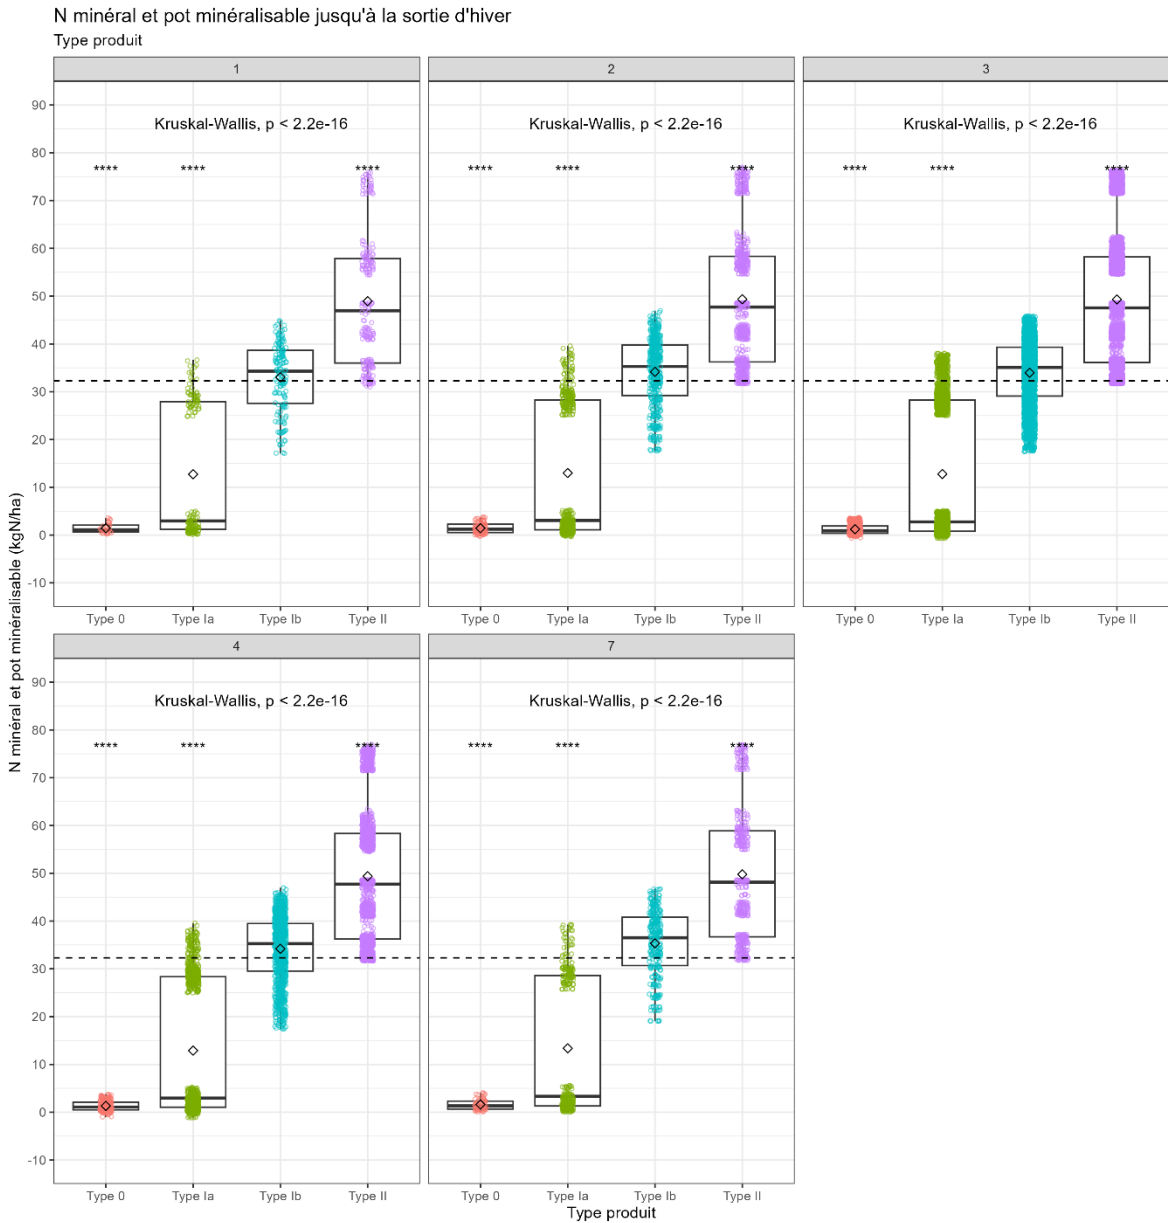 N minéral et pot minéralisable jusqu'à la sortie d'hiver
Type produit
1 2 3
Kruskal-Wallis, p < 2.2e-16 Kruskal-Wallis, p < 2.2e-16 Kruskal-Wallis, p < 2.2e-16
**** **** **** **** **** **** **** **** ****
90
80
70
60
50
40
30
20
10
0
-10
Type 0 Type Ia Type Ib Type II Type 0 Type Ia Type Ib Type II Type 0 Type Ia Type Ib Type II
N minéral et pot minéralisable (kgN/ha)
4 7
Kruskal-Wallis, p < 2.2e-16 Kruskal-Wallis, p < 2.2e-16
**** **** **** **** **** ****
90
80
70
60
50
40
30
20
10
0
-10
Type 0 Type Ia Type Ib Type II Type 0 Type Ia Type Ib Type II
Type produit